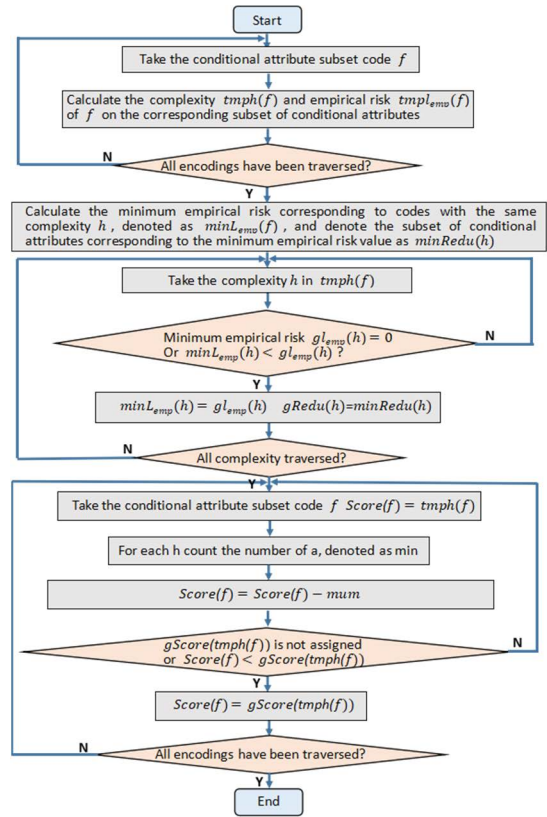 Start
Take the conditional attribute subset code f
Calculate the complexity tmph(f) and empirical risk tmpl_emp(f)
of f on the corresponding subset of conditional attributes
N
All encodings have been traversed?
Y
Calculate the minimum empirical risk corresponding to codes with the same
complexity h , denoted as minL_emp(f) , and denote the subset of conditional
attributes corresponding to the minimum empirical risk value as minRedu(h)
Take the complexity h in tmph(f)
Minimum empirical risk gl_emp(h) = 0
N
Or minL_emp(h) < gl_emp(h) ?
Y
minL_emp(h) = gl_emp(h) gRedu(h)=minRedu(h)
N
All complexity traversed?
Y
Take the conditional attribute subset code f Score(f) = tmph(f)
For each h count the number of a, denoted as min
Score(f) = Score(f) − mum
gScore(tmph(f)) is not assigned
N
or Score(f) < gScore(tmph(f))
Y
Score(f) = gScore(tmph(f))
N
All encodings have been traversed?
Y
End